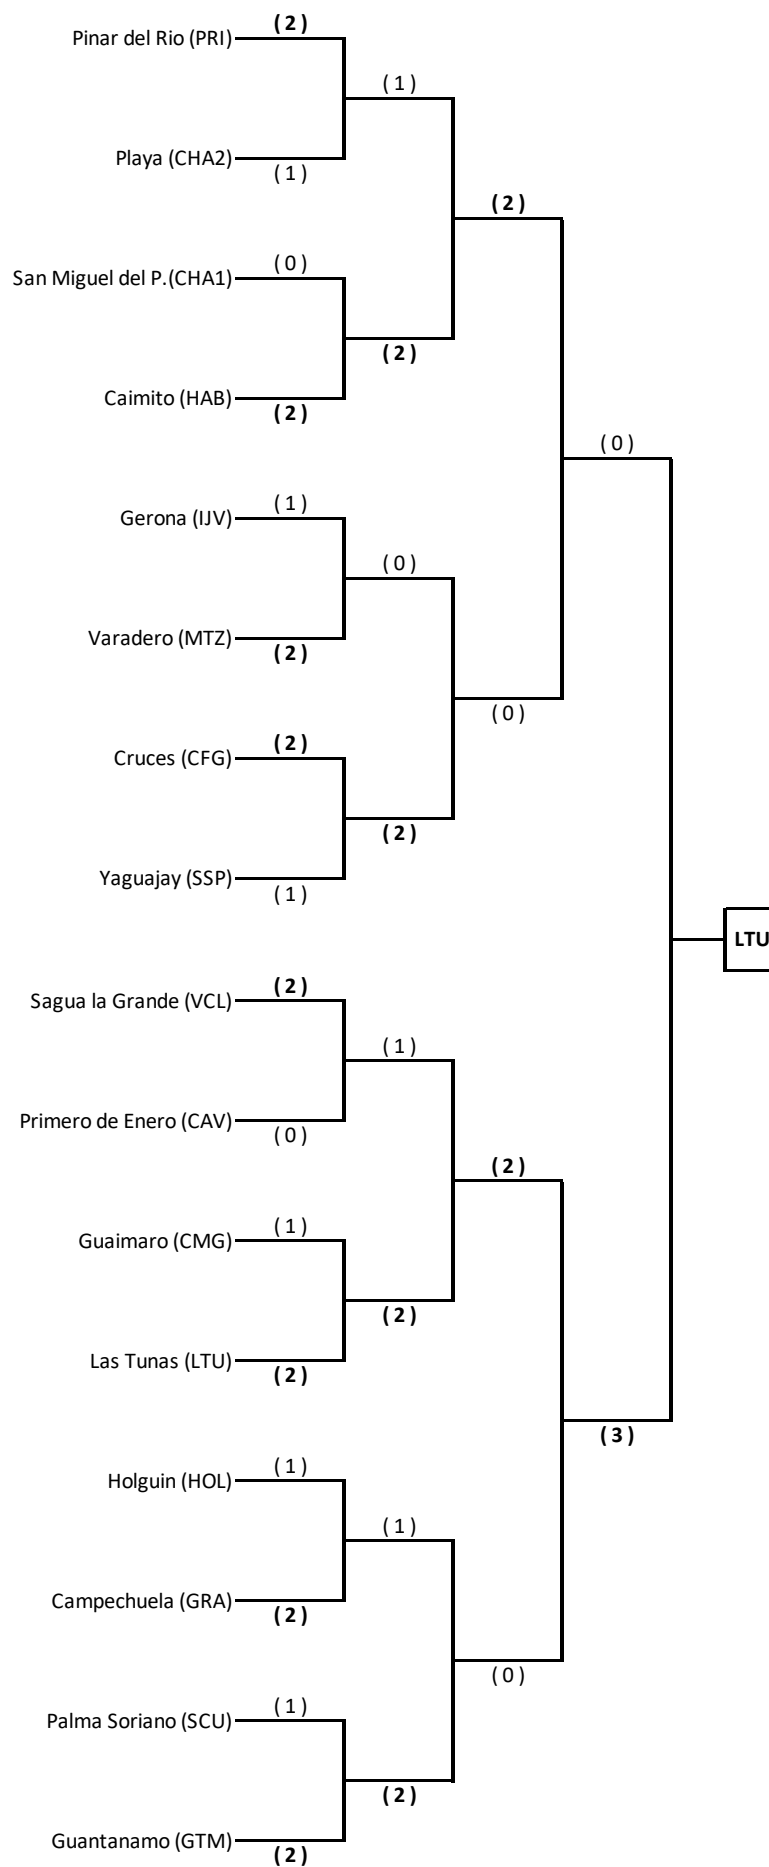 ( 2 )
Pinar del Rio (PRI)
( 1 )
Playa (CHA2)
( 1 )
( 2 )
( 0 )
San Miguel del P.(CHA1)
( 2 )
Caimito (HAB)
( 2 )
( 0 )
( 1 )
Gerona (IJV)
( 0 )
Varadero (MTZ)
( 2 )
( 0 )
( 2 )
Cruces (CFG)
( 2 )
Yaguajay (SSP)
( 1 )
LTU
( 2 )
Sagua la Grande (VCL)
( 1 )
Primero de Enero (CAV)
( 0 )
( 2 )
( 1 )
Guaimaro (CMG)
( 2 )
Las Tunas (LTU)
( 2 )
( 3 )
( 1 )
Holguin (HOL)
( 1 )
Campechuela (GRA)
( 2 )
( 0 )
( 1 )
Palma Soriano (SCU)
( 2 )
Guantanamo (GTM)
( 2 )